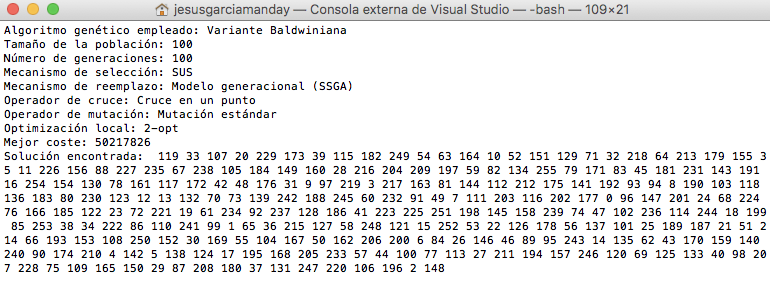 jesusgarciamanday — Consola externa de Visual Studio — -bash — 109×21
Algoritmo genético empleado: Variante Baldwiniana
Tamaño de la población: 100
Número de generaciones: 100
Mecanismo de selección: SUS
Mecanismo de reemplazo: Modelo generacional (SSGA)
Operador de cruce: Cruce en un punto
Operador de mutación: Mutación estándar
Optimización local: 2-opt
Mejor coste: 50217826
Solución encontrada:  119 33 107 20 229 173 39 115 182 249 54 63 164 10 52 151 129 71 32 218 64 213 179 155 3
5 11 226 156 88 227 235 67 238 105 184 149 160 28 216 204 209 197 59 82 134 255 79 171 83 45 181 231 143 191
16 254 154 130 78 161 117 172 42 48 176 31 9 97 219 3 217 163 81 144 112 212 175 141 192 93 94 8 190 103 118
136 183 80 230 123 12 13 132 70 73 139 242 188 245 60 232 91 49 7 111 203 116 202 177 0 96 147 201 24 68 224
76 166 185 122 23 72 221 19 61 234 92 237 128 186 41 223 225 251 198 145 158 239 74 47 102 236 114 244 18 199
85 253 38 34 222 86 110 241 99 1 65 36 215 127 58 248 121 15 252 53 22 126 178 56 137 101 25 189 187 21 51 2
14 66 193 153 108 250 152 30 169 55 104 167 50 162 206 200 6 84 26 146 46 89 95 243 14 135 62 43 170 159 140
240 90 174 210 4 142 5 138 124 17 195 168 205 233 57 44 100 77 113 27 211 194 157 246 120 69 125 133 40 98 20
7 228 75 109 165 150 29 87 208 180 37 131 247 220 106 196 2 148